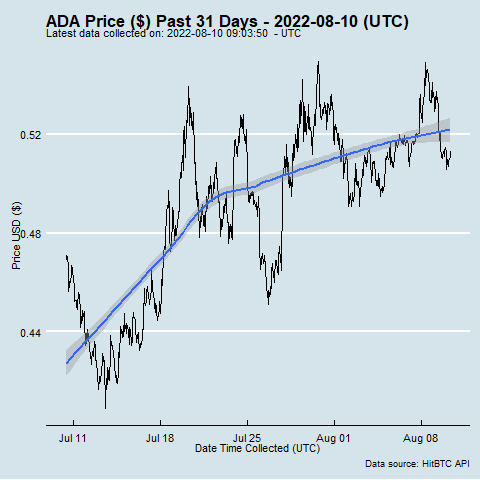 ADA Price ($) Past 31 Days - 2022-08-10 (UTC)
Latest data collected on: 2022-08-10 09:03:50 - UTC
0.52
0.48
0.44
Price USD ($)
Jul 11 Jul 18 Jul 25 Aug 01 Aug 08
Date Time Collected (UTC)
Data source: HitBTC API